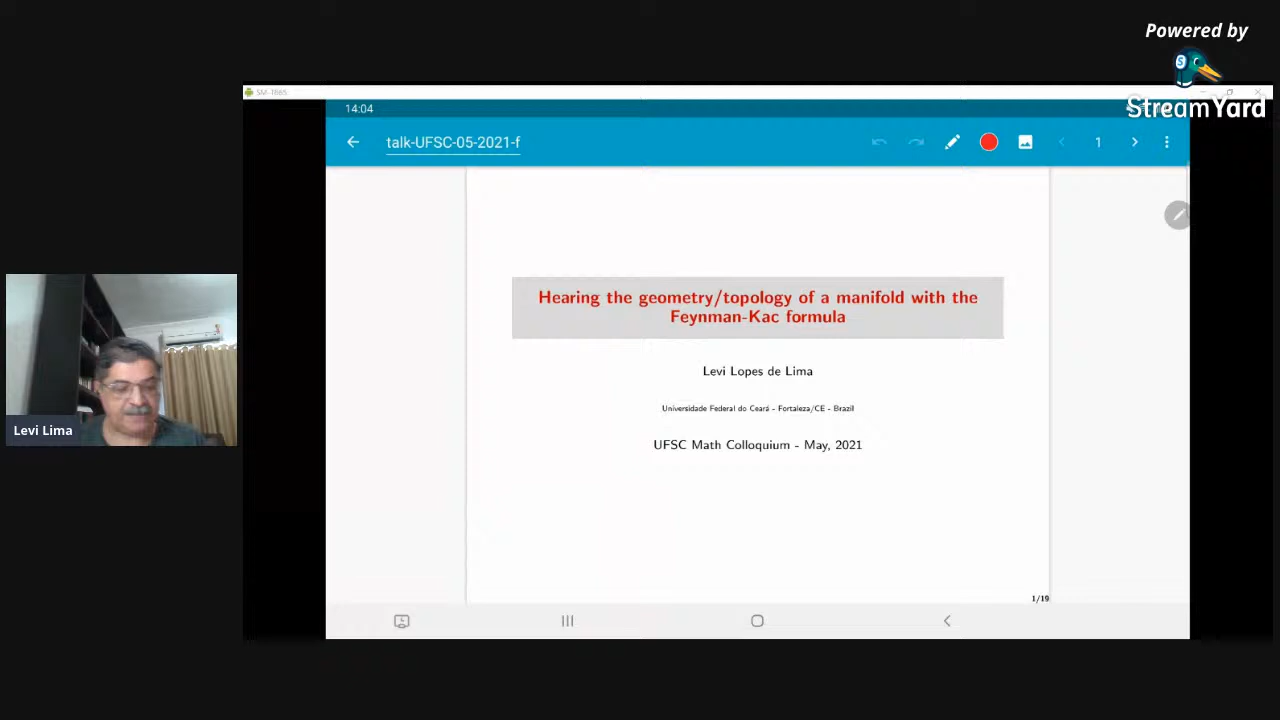 Powered by
StreamYard
SM-T865
14:04
talk-UFSC-05-2021-f
1
Hearing the geometry/topology of a manifold with the
Feynman-Kac formula
Levi Lopes de Lima
Universidade Federal do Ceará - Fortaleza/CE - Brazil
UFSC Math Colloquium - May, 2021
1/19
Levi Lima